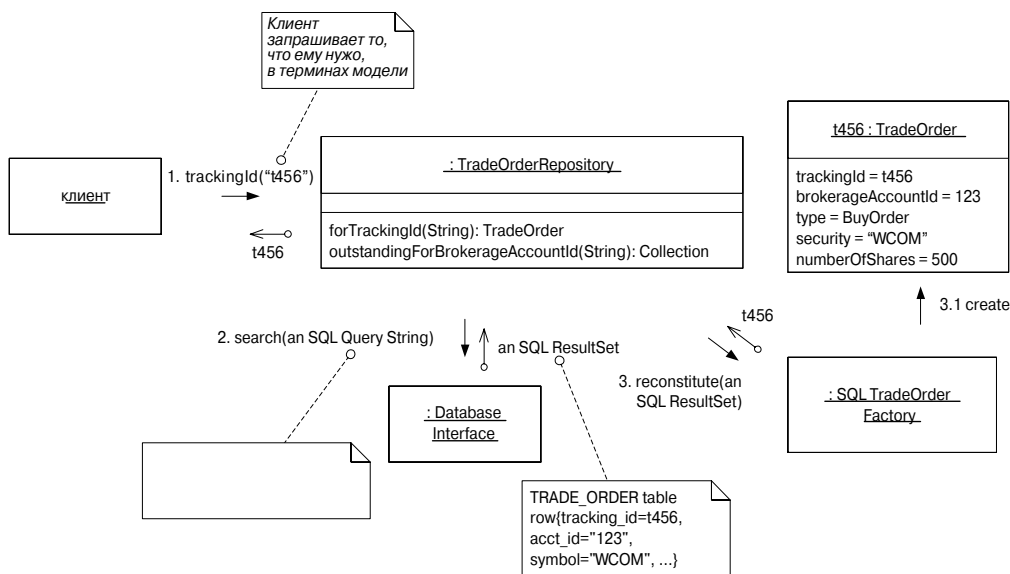 Клиент
запрашивает то,
что ему нужо,
в терминах модели
клиент
1. trackingId(“t456”)
t456
: TradeOrderRepository
forTrackingId(String): TradeOrder
outstandingForBrokerageAccountId(String): Collection
t456 : TradeOrder
trackingId = t456
brokerageAccountId = 123
type = BuyOrder
security = “WCOM”
numberOfShares = 500
3.1 create
t456
2. search(an SQL Query String)
an SQL ResultSet
3. reconstitute(an
SQL ResultSet)
: Database
Interface
: SQL TradeOrder
Factory
TRADE_ORDER table
row{tracking_id=t456,
acct_id="123",
symbol="WCOM", ...}